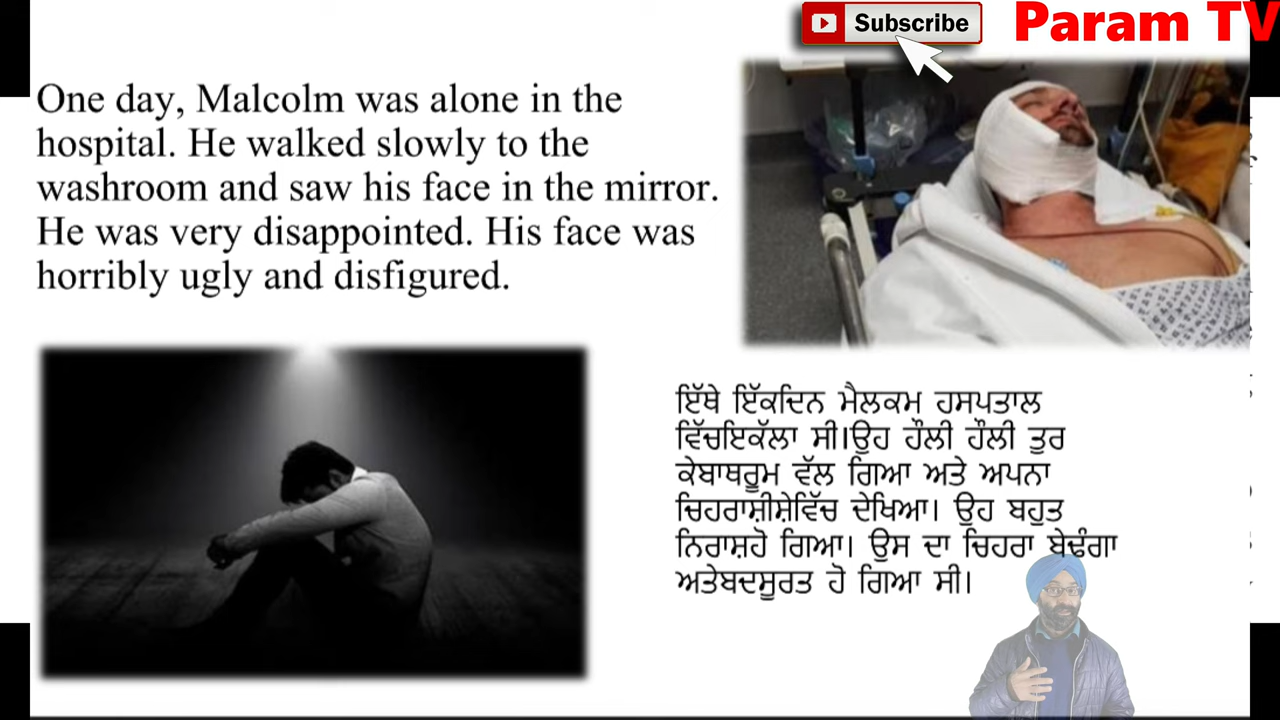 Subscribe
Param TV
One day, Malcolm was alone in the
hospital. He walked slowly to the
washroom and saw his face in the mirror.
He was very disappointed. His face was
horribly ugly and disfigured.
ਇੱਥੇ ਇੱਕਦਿਨ ਮੈਲਕਮ ਹਸਪਤਾਲ
ਵਿੱਚਇਕੱਲਾ ਸੀ।ਉਹ ਹੌਲੀ ਹੌਲੀ ਤੁਰ
ਕੇਬਾਥਰੂਮ ਵੱਲ ਗਿਆ ਅਤੇ ਅਪਨਾ
ਚਿਹਰਾਸ਼ੀਸ਼ੇਵਿੱਚ ਦੇਖਿਆ। ਉਹ ਬਹੁਤ
ਨਿਰਾਸ਼ਹੋ ਗਿਆ। ਉਸ ਦਾ ਚਿਹਰਾ ਬੇਢੰਗਾ
ਅਤੇਬਦਸੂਰਤ ਹੋ ਗਿਆ ਸੀ।